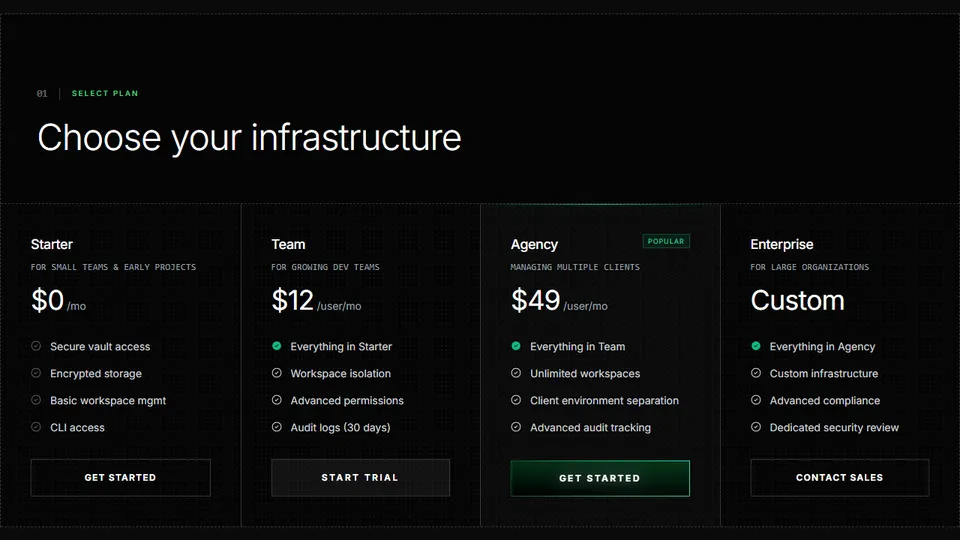 01 | SELECT PLAN
Choose your infrastructure
Starter
FOR SMALL TEAMS & EARLY PROJECTS
$0 /mo
Secure vault access
Encrypted storage
Basic workspace mgmt
CLI access
GET STARTED
Team
FOR GROWING DEV TEAMS
$12 /user/mo
Everything in Starter
Workspace isolation
Advanced permissions
Audit logs (30 days)
START TRIAL
Agency
POPULAR
MANAGING MULTIPLE CLIENTS
$49 /user/mo
Everything in Team
Unlimited workspaces
Client environment separation
Advanced audit tracking
GET STARTED
Enterprise
FOR LARGE ORGANIZATIONS
Custom
Everything in Agency
Custom infrastructure
Advanced compliance
Dedicated security review
CONTACT SALES